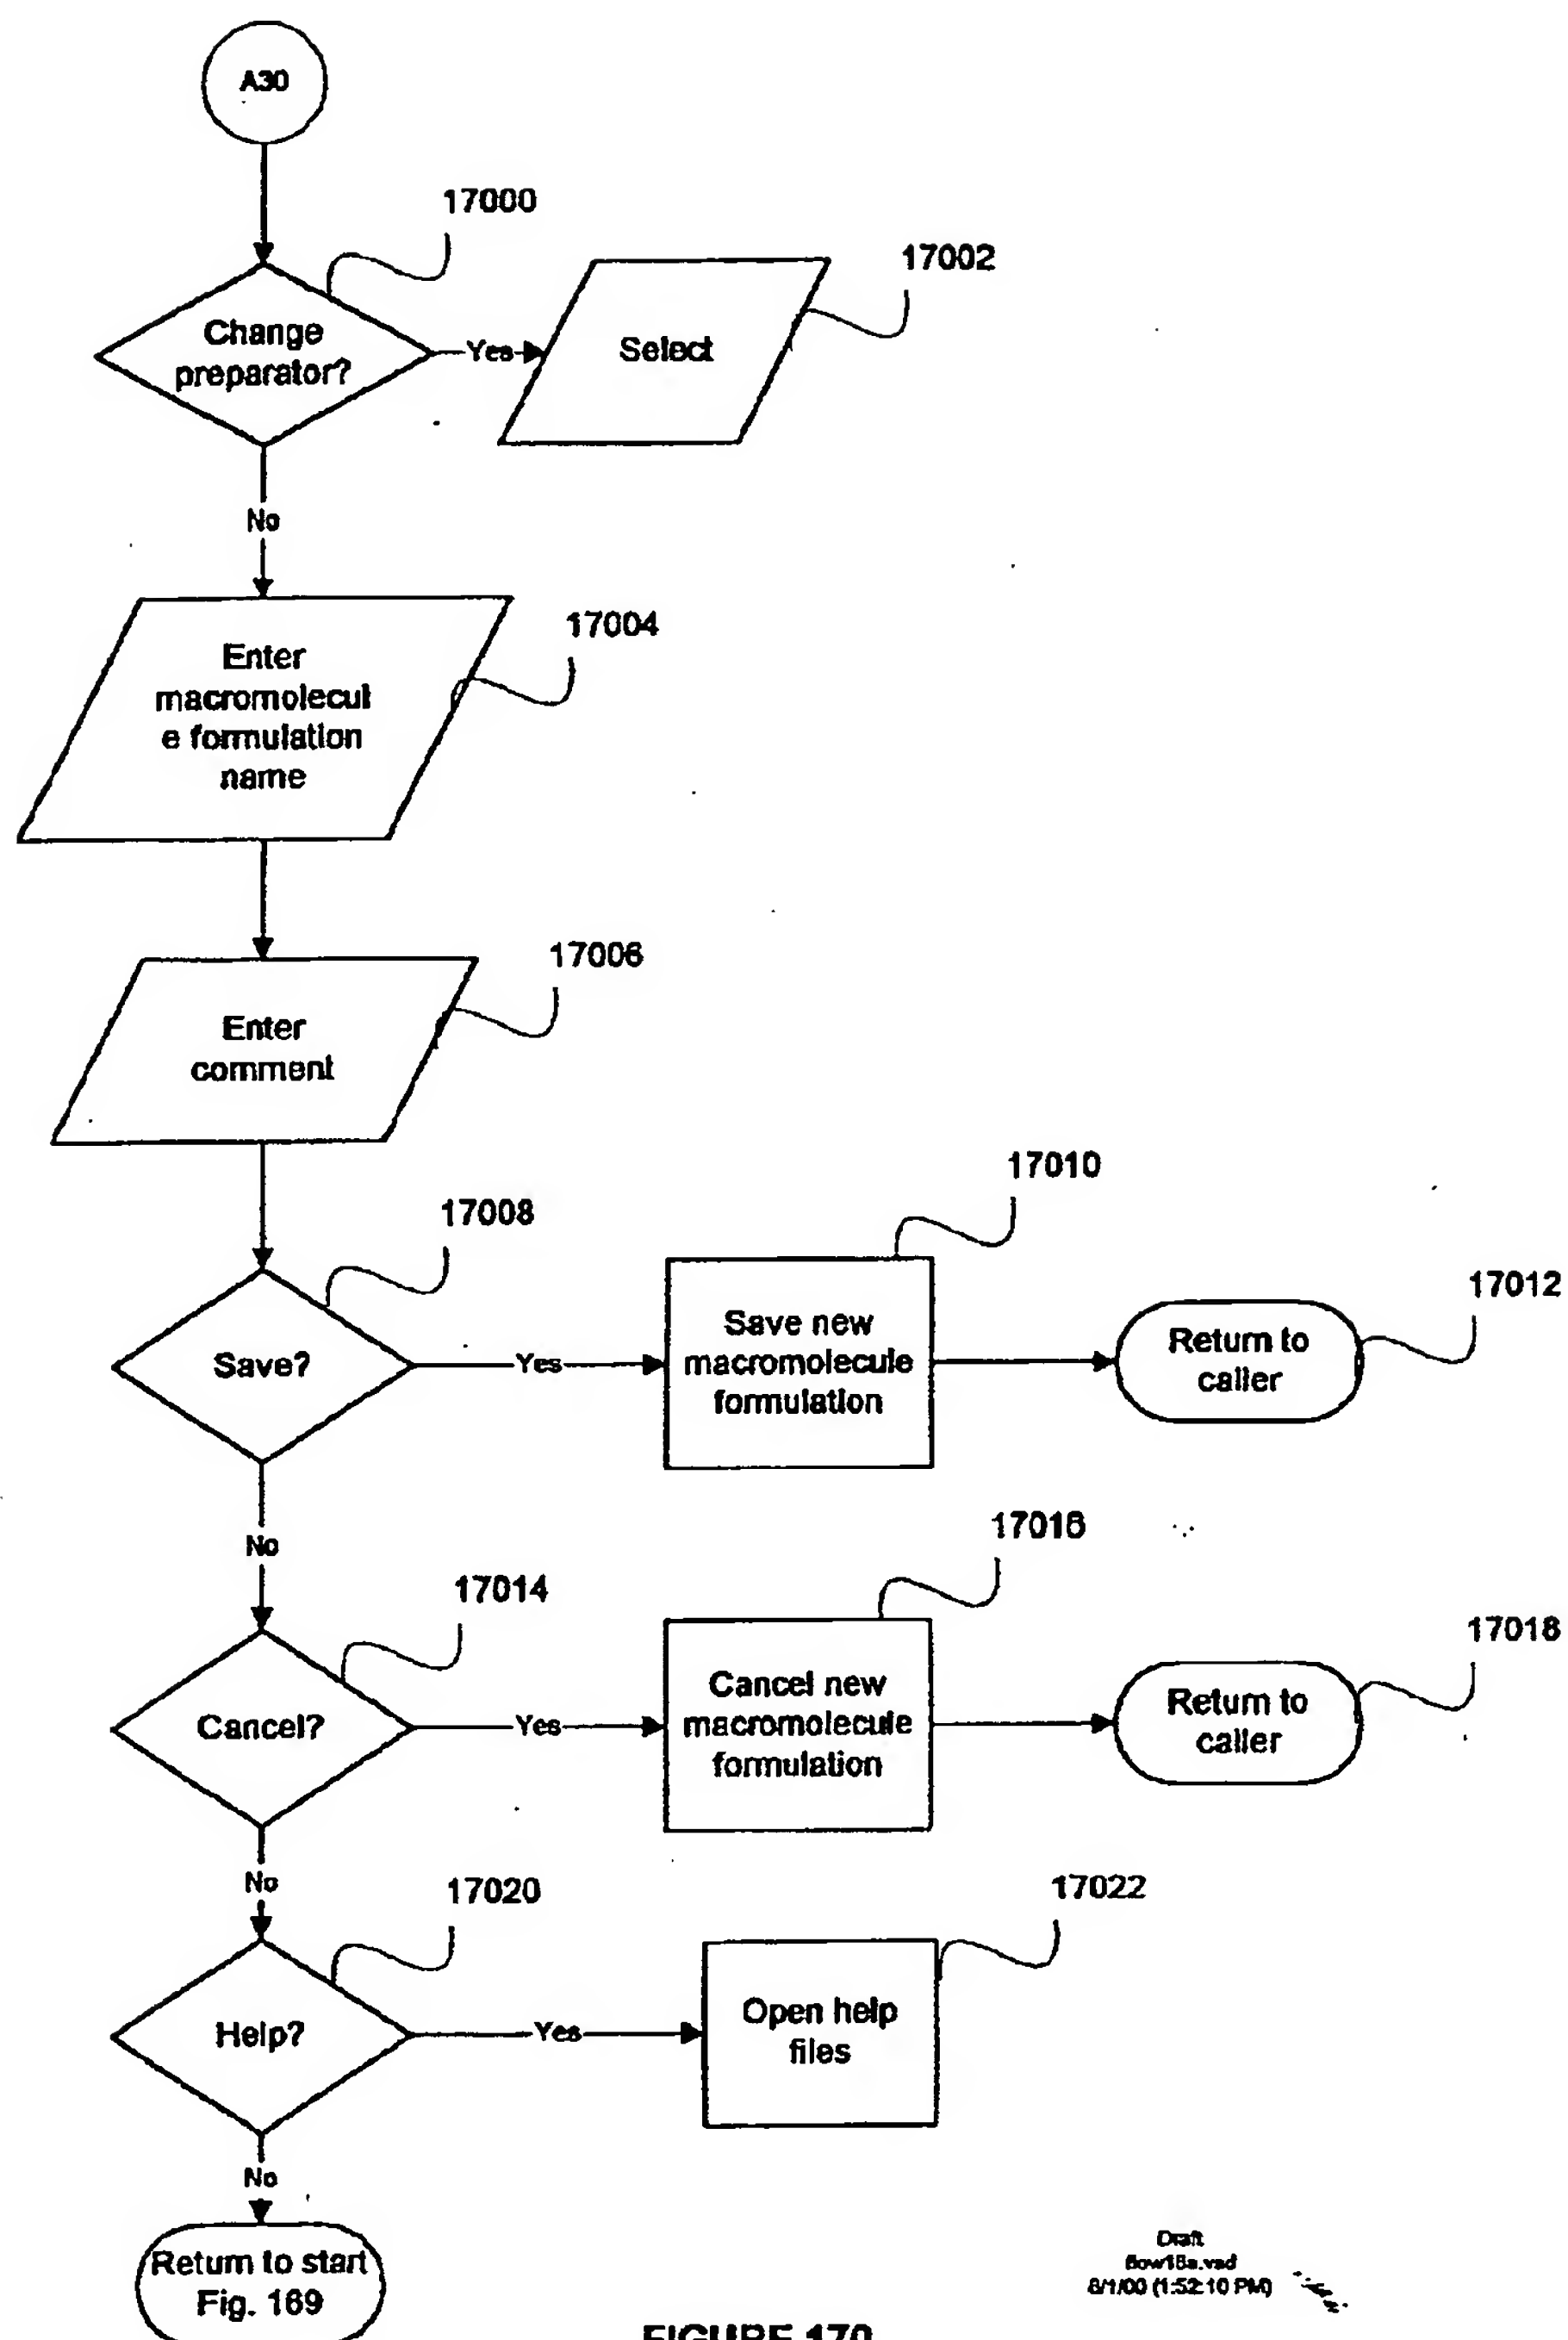 A30
17000
Change
preparator?
Yes
Select
17002
No
Enter
macromolecul
e formulation
name
17004
Enter
comment
17006
17008
Save?
Yes
Save new
macromolecule
formulation
17010
Return to
caller
17012
No
17014
Cancel?
Yes
Cancel new
macromolecule
formulation
17016
Return to
caller
17018
No
17020
Help?
Yes
Open help
files
17022
No
Return to start
Fig. 169
Draft
8/1/00 (1:52:10 PM)
FIGURE 170